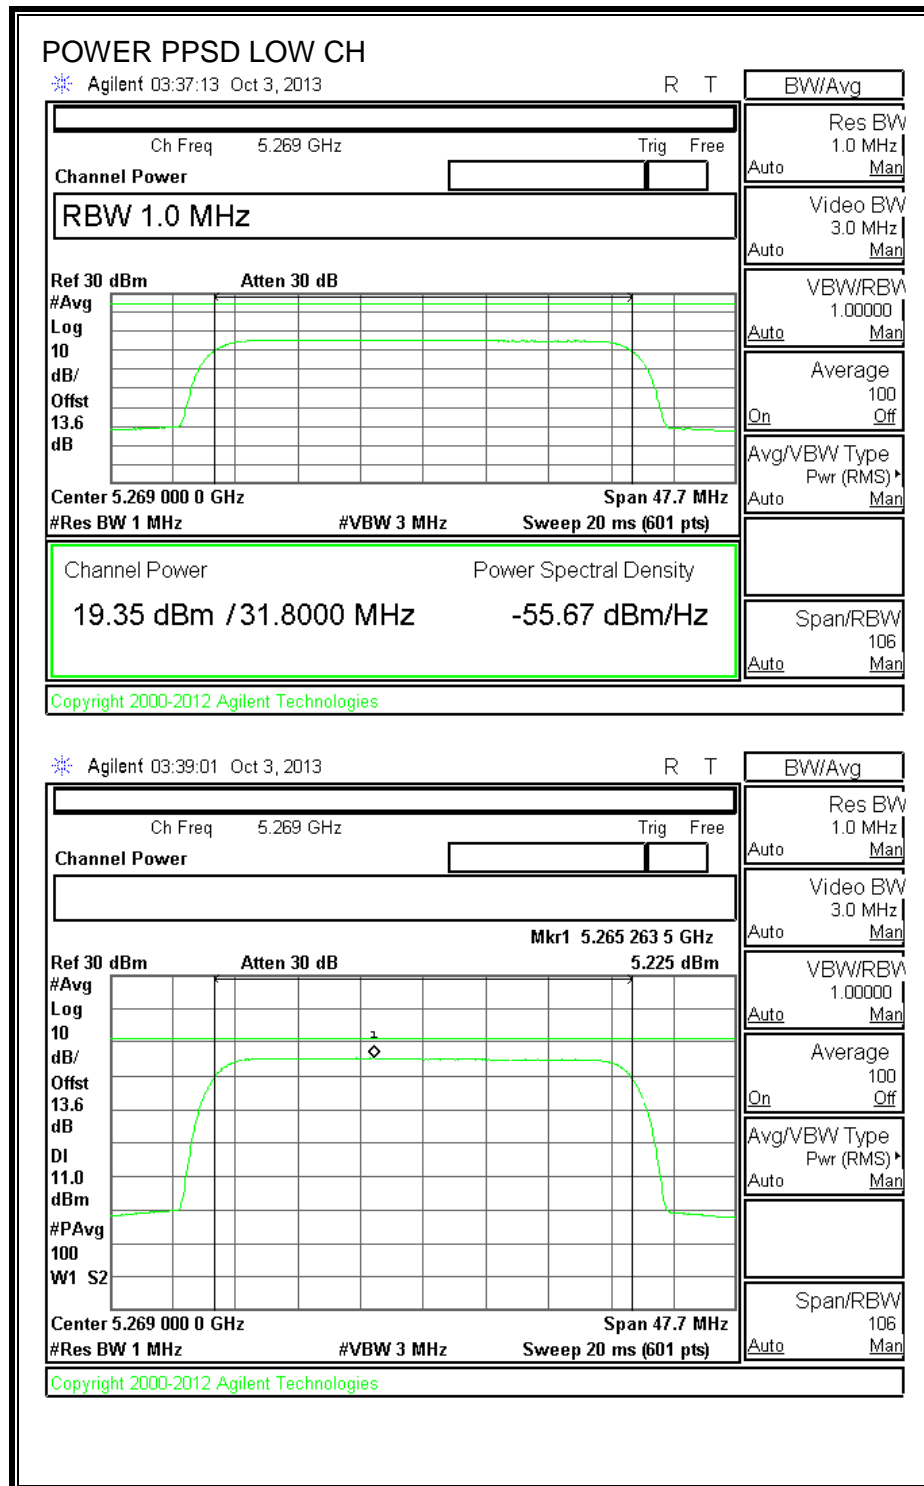 POWER PPSD LOW CH
Agilent 03:37:13 Oct 3, 2013 R T
Ch Freq 5.269 GHz Trig Free
Channel Power
RBW 1.0 MHz
Ref 30 dBm Atten 30 dB
#Avg
Log
10
dB/
Offst
13.6
dB
Center 5.269 000 0 GHz Span 47.7 MHz
#Res BW 1 MHz #VBW 3 MHz Sweep 20 ms (601 pts)
Channel Power Power Spectral Density
19.35 dBm / 31.8000 MHz -55.67 dBm/Hz
Copyright 2000-2012 Agilent Technologies
BW/Avg
Res BW
1.0 MHz
Auto Man
Video BW
3.0 MHz
Auto Man
VBW/RBW
1.00000
Auto Man
Average
100
On Off
Avg/VBW Type
Pwr (RMS)
Auto Man
Span/RBW
106
Auto Man
Agilent 03:39:01 Oct 3, 2013 R T
Ch Freq 5.269 GHz Trig Free
Channel Power
Mkr1 5.265 263 5 GHz
Ref 30 dBm Atten 30 dB 5.225 dBm
#Avg
Log
10
dB/
Offst
13.6
dB
DI
11.0
dBm
#PAvg
100
W1 S2
1
Center 5.269 000 0 GHz Span 47.7 MHz
#Res BW 1 MHz #VBW 3 MHz Sweep 20 ms (601 pts)
Copyright 2000-2012 Agilent Technologies
BW/Avg
Res BW
1.0 MHz
Auto Man
Video BW
3.0 MHz
Auto Man
VBW/RBW
1.00000
Auto Man
Average
100
On Off
Avg/VBW Type
Pwr (RMS)
Auto Man
Span/RBW
106
Auto Man